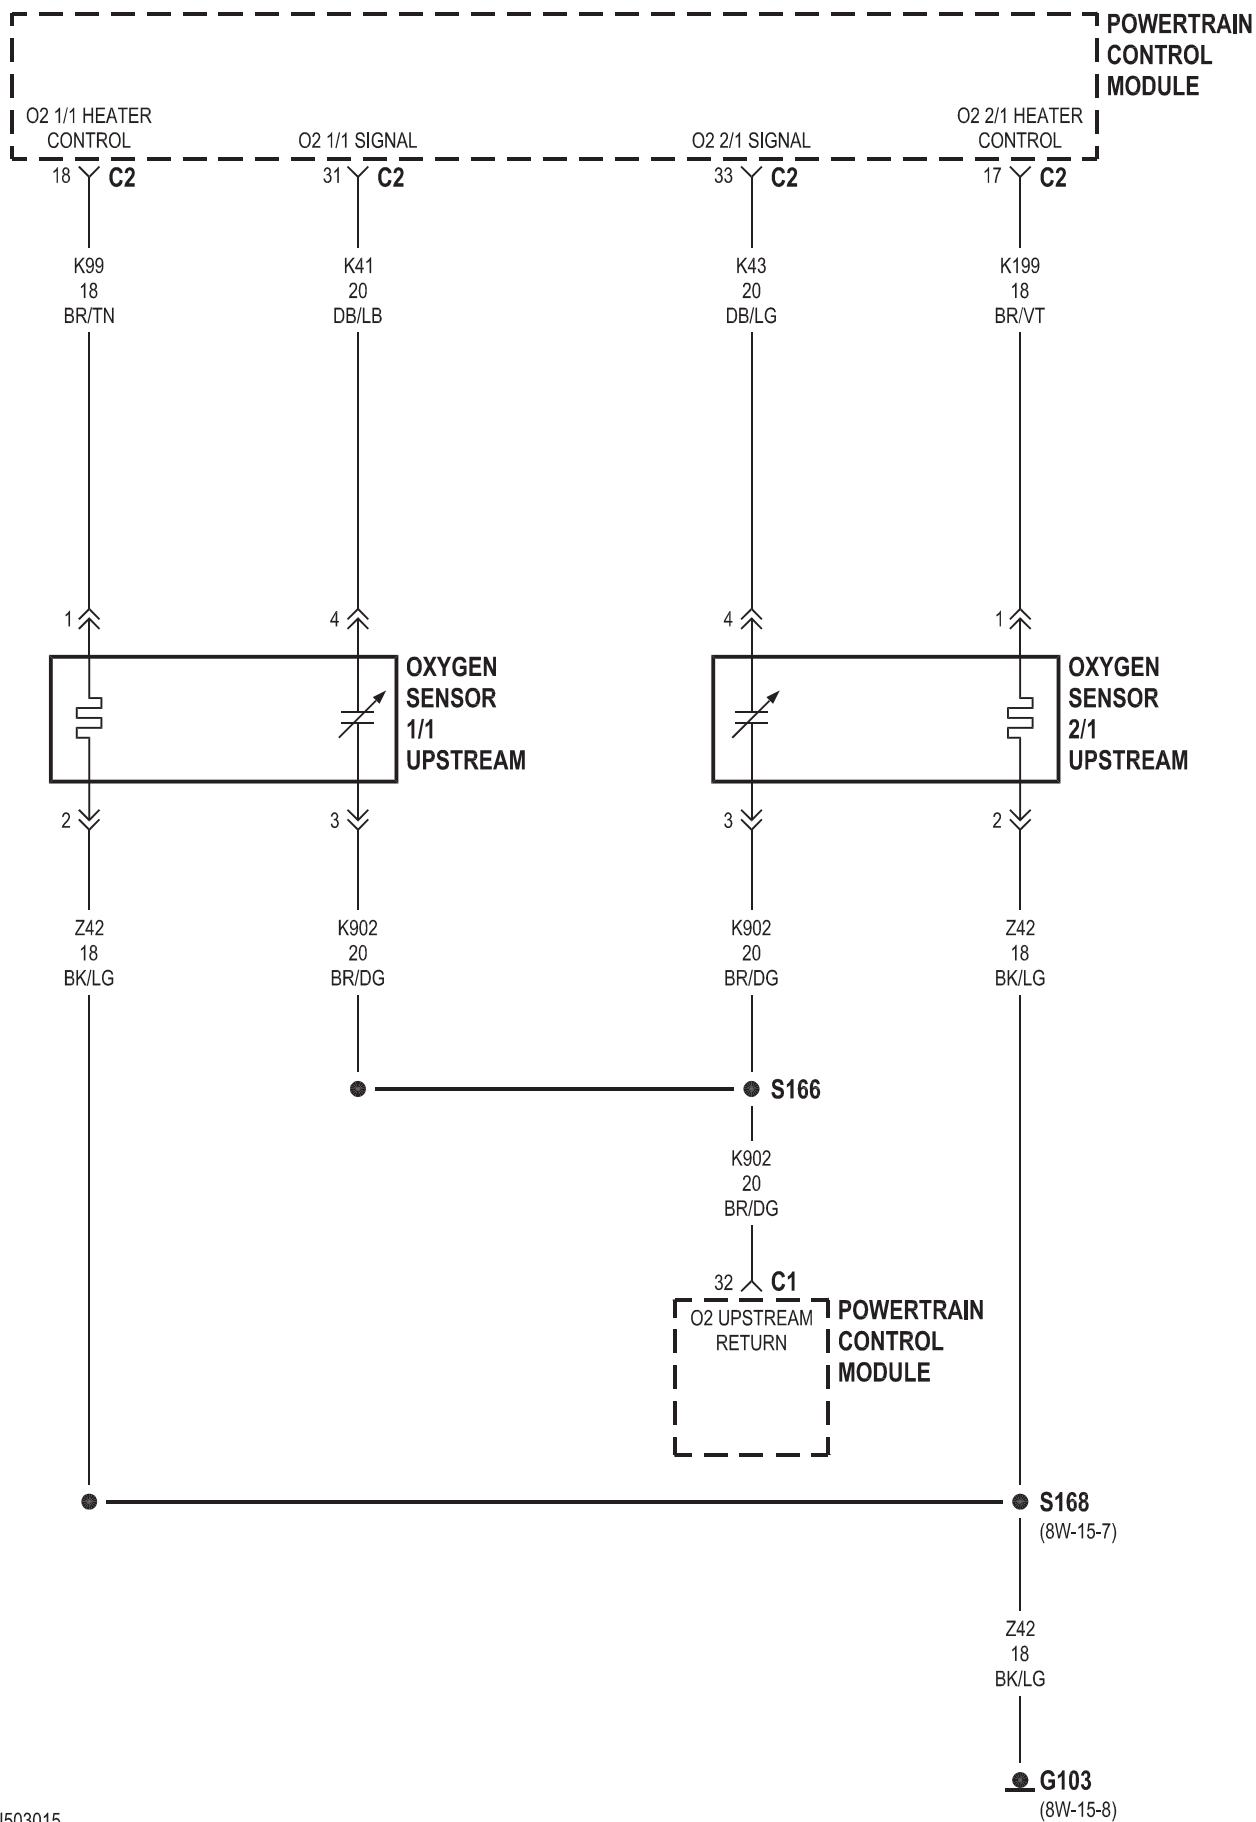 POWERTRAIN
CONTROL
MODULE
O2 1/1 HEATER
CONTROL
O2 1/1 SIGNAL
O2 2/1 SIGNAL
O2 2/1 HEATER
CONTROL
18 C2
31 C2
33 C2
17 C2
K99
18
BR/TN
K41
20
DB/LB
K43
20
DB/LG
K199
18
BR/VT
1
4
4
1
OXYGEN
SENSOR
1/1
UPSTREAM
OXYGEN
SENSOR
2/1
UPSTREAM
2
3
3
2
Z42
18
BK/LG
K902
20
BR/DG
K902
20
BR/DG
Z42
18
BK/LG
S166
K902
20
BR/DG
32 C1
O2 UPSTREAM
RETURN
POWERTRAIN
CONTROL
MODULE
S168
(8W-15-7)
Z42
18
BK/LG
G103
(8W-15-8)